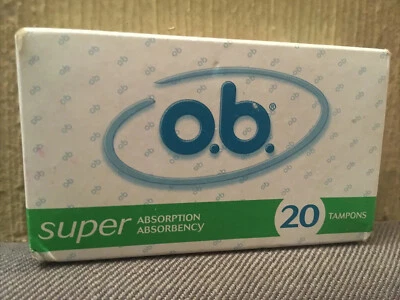 o.b.®
super ABSORPTION
ABSORBENCY
20 TAMPONS